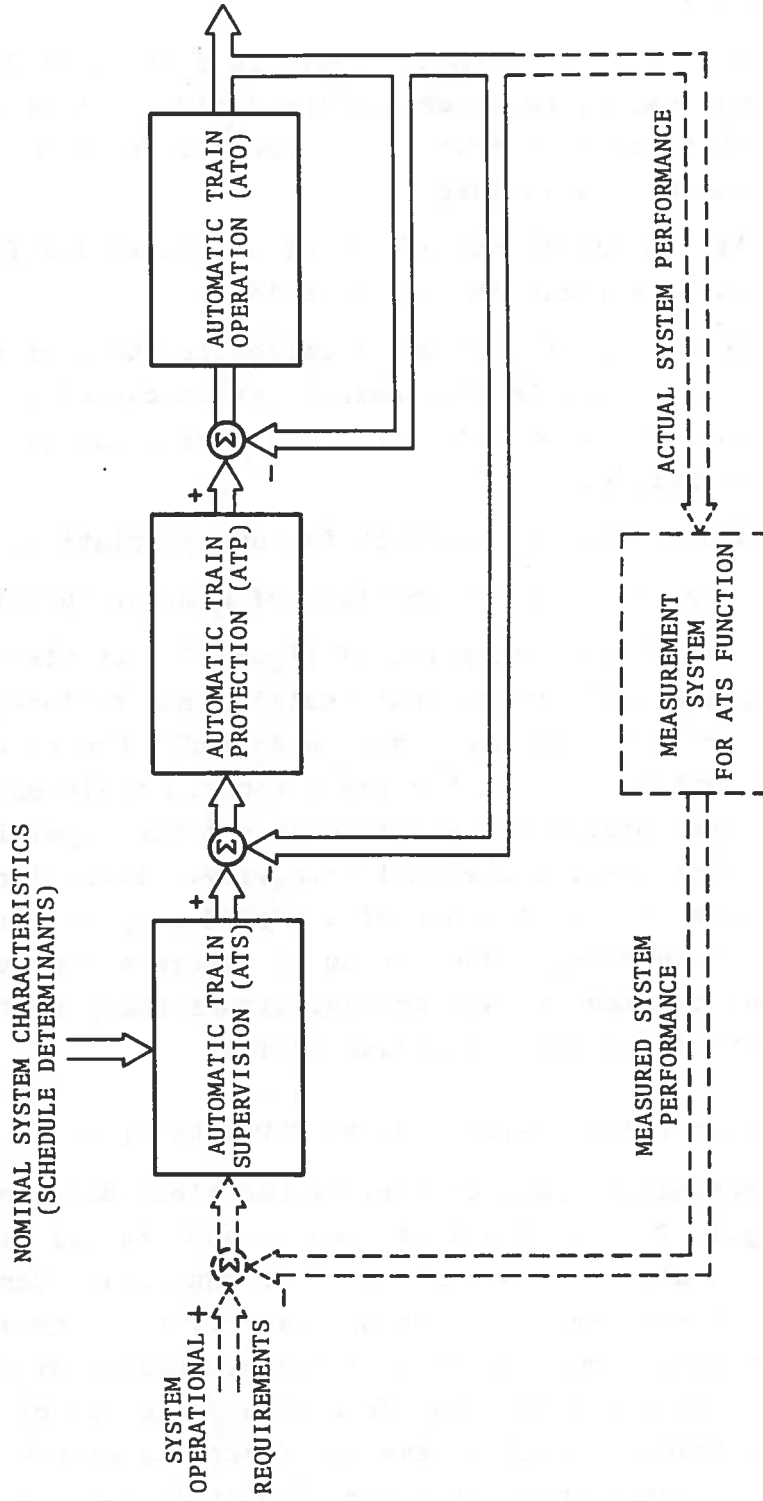 NOMINAL SYSTEM CHARACTERISTICS
(SCHEDULE DETERMINANTS)
SYSTEM
OPERATIONAL
REQUIREMENTS
+
Σ
−
AUTOMATIC TRAIN
SUPERVISION (ATS)
+
Σ
−
AUTOMATIC TRAIN
PROTECTION (ATP)
+
Σ
−
AUTOMATIC TRAIN
OPERATION (ATO)
MEASURED SYSTEM
PERFORMANCE
MEASUREMENT
SYSTEM
FOR ATS FUNCTION
ACTUAL SYSTEM PERFORMANCE